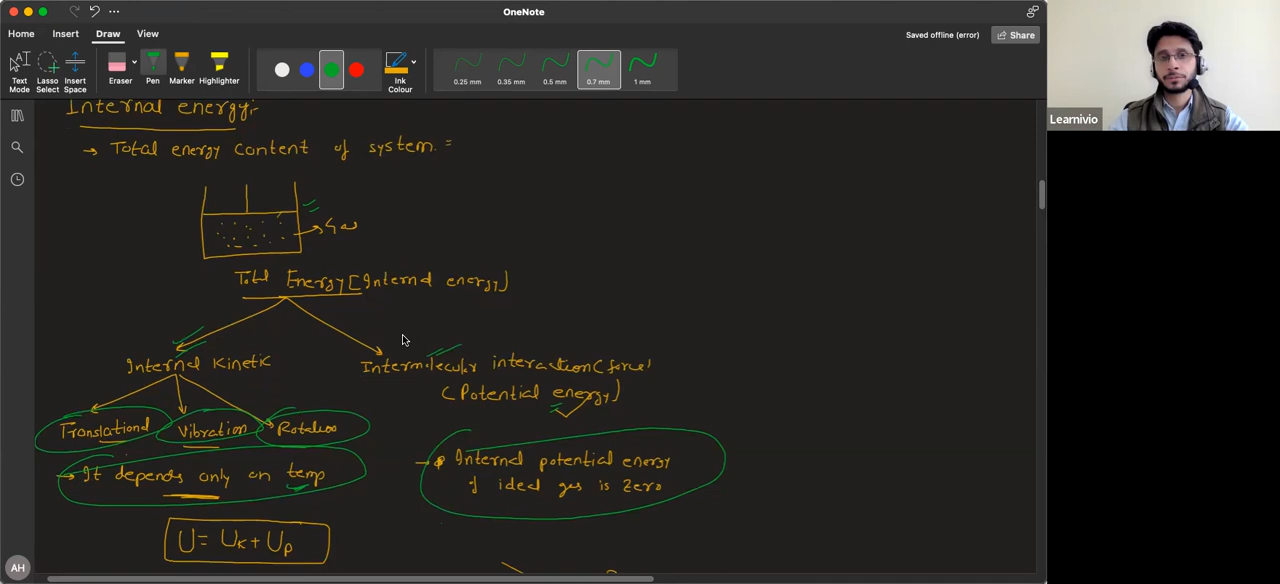 OneNote
Home Insert Draw View
Saved offline (error) Share
Text Mode Lasso Select Insert Space Eraser Pen Marker Highlighter Ink Colour 0.25 mm 0.35 mm 0.5 mm 0.7 mm 1 mm
Learnivio
Internal energy:-
→ Total energy content of system. =
→ Gas
Total Energy [Internal energy]
Internal Kinetic
Intermolecular interaction (force)
(Potential energy)
Translational Vibration Rotation
→ It depends only on temp
→ Internal potential energy
of ideal gas is zero
U = Uk + Up
AH